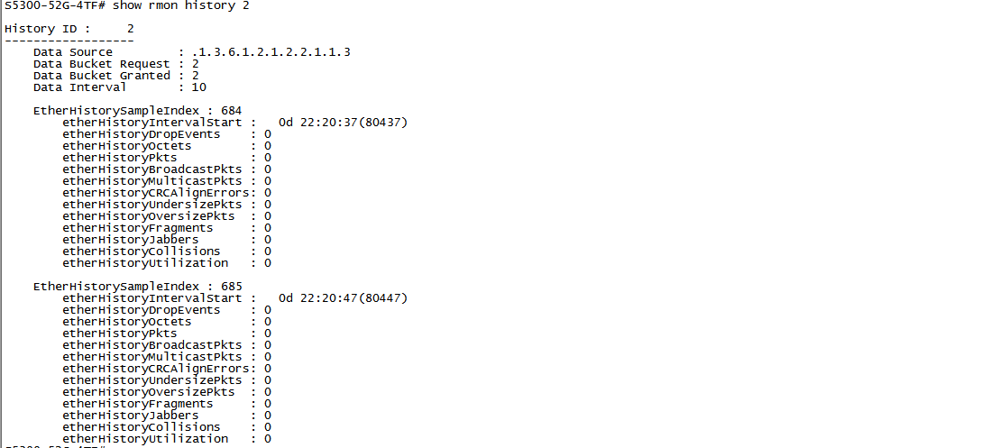 S5300-52G-4TF# show rmon history 2
History ID :     2
------------------
    Data Source         : .1.3.6.1.2.1.2.2.1.1.3
    Data Bucket Request : 2
    Data Bucket Granted : 2
    Data Interval       : 10
    EtherHistorySampleIndex : 684
        etherHistoryIntervalStart :   0d 22:20:37(80437)
        etherHistoryDropEvents    : 0
        etherHistoryOctets        : 0
        etherHistoryPkts          : 0
        etherHistoryBroadcastPkts : 0
        etherHistoryMulticastPkts : 0
        etherHistoryCRCAlignErrors: 0
        etherHistoryUndersizePkts : 0
        etherHistoryOversizePkts  : 0
        etherHistoryFragments     : 0
        etherHistoryJabbers       : 0
        etherHistoryCollisions    : 0
        etherHistoryUtilization   : 0
    EtherHistorySampleIndex : 685
        etherHistoryIntervalStart :   0d 22:20:47(80447)
        etherHistoryDropEvents    : 0
        etherHistoryOctets        : 0
        etherHistoryPkts          : 0
        etherHistoryBroadcastPkts : 0
        etherHistoryMulticastPkts : 0
        etherHistoryCRCAlignErrors: 0
        etherHistoryUndersizePkts : 0
        etherHistoryOversizePkts  : 0
        etherHistoryFragments     : 0
        etherHistoryJabbers       : 0
        etherHistoryCollisions    : 0
        etherHistoryUtilization   : 0